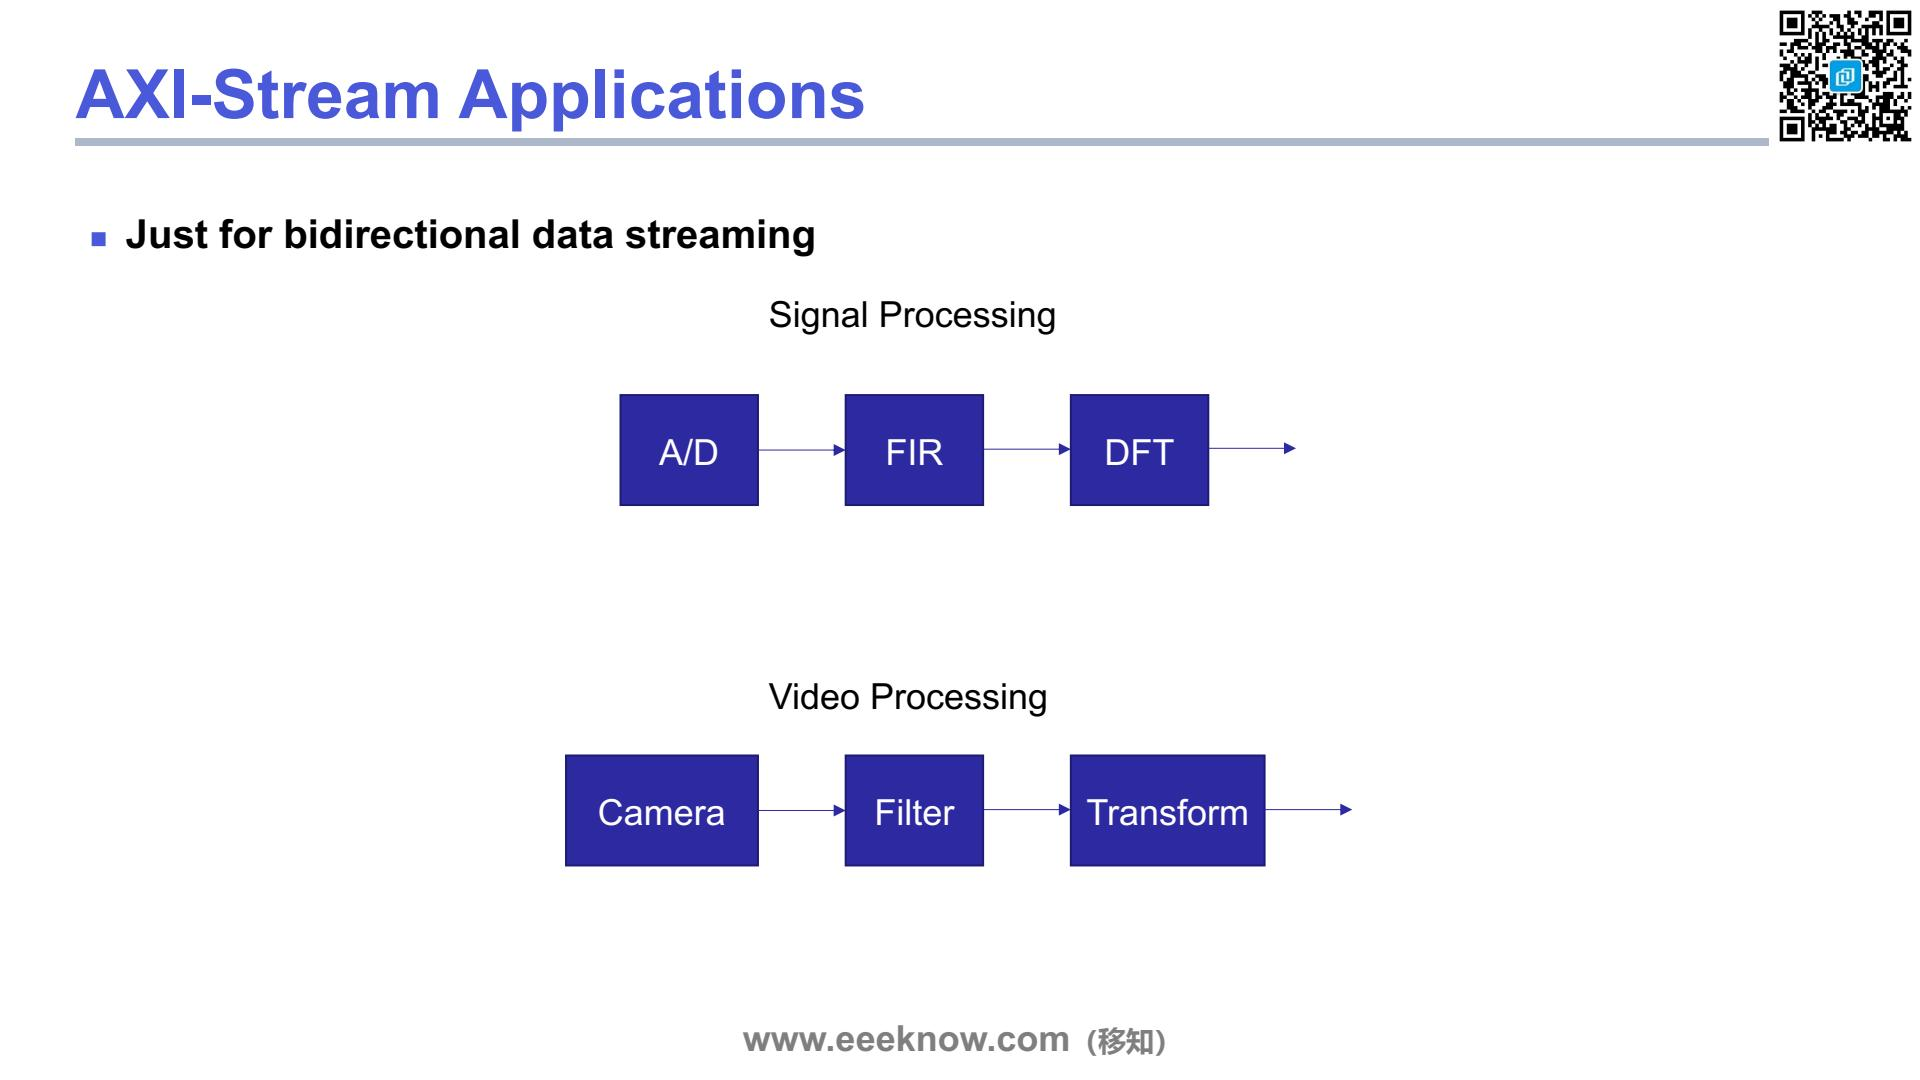 AXI-Stream Applications
Just for bidirectional data streaming
Signal Processing
A/D
FIR
DFT
Video Processing
Camera
Filter
Transform
www.eeeknow.com (移知)